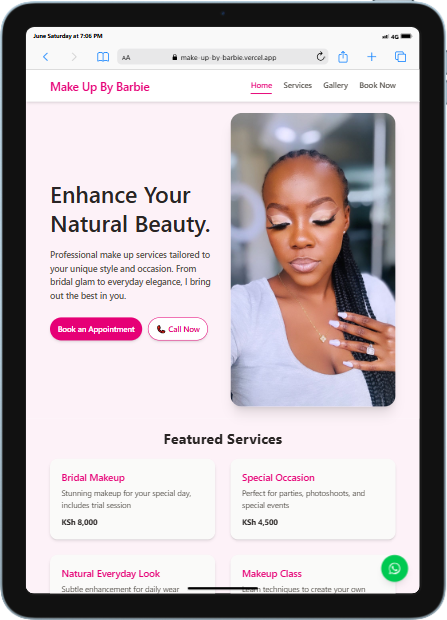 June Saturday at 7:06 PM
4G
AA
make-up-by-barbie.vercel.app
Make Up By Barbie
Home Services Gallery Book Now
Enhance Your
Natural Beauty.
Professional make up services tailored to
your unique style and occasion. From
bridal glam to everyday elegance, I bring
out the best in you.
Book an Appointment
Call Now
Featured Services
Bridal Makeup
Stunning makeup for your special day,
includes trial session
KSh 8,000
Special Occasion
Perfect for parties, photoshoots, and
special events
KSh 4,500
Natural Everyday Look
Subtle enhancement for daily wear
Makeup Class
Learn techniques to create your own